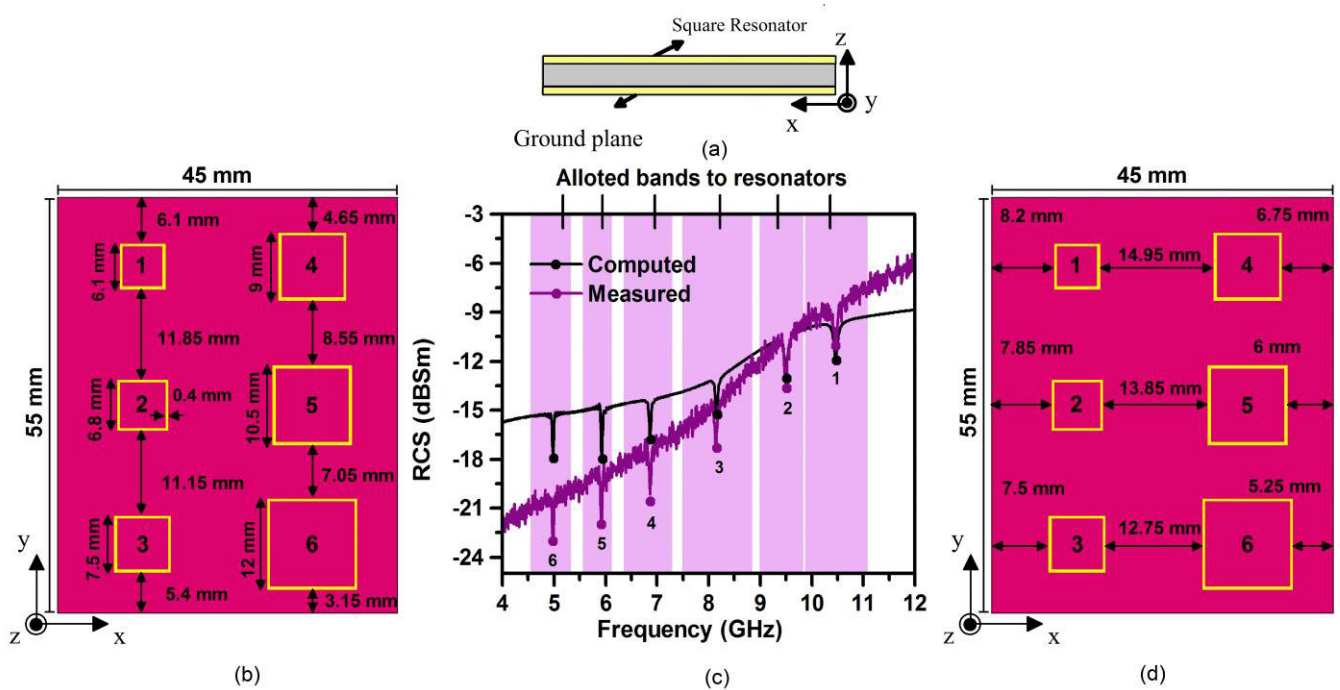 Square Resonator
z
y
x
Ground plane
(a)
45 mm
6.1 mm
4.65 mm
6.1 mm
1
9 mm
4
11.85 mm
8.55 mm
55 mm
6.8 mm
2
0.4 mm
10.5 mm
5
11.15 mm
7.05 mm
7.5 mm
3
12 mm
6
5.4 mm
3.15 mm
y
z
x
(b)
Alloted bands to resonators
-3
-6
-9
-12
-15
-18
-21
-24
RCS (dBSm)
Computed
Measured
1
2
3
4
5
6
4 5 6 7 8 9 10 11 12
Frequency (GHz)
(c)
45 mm
8.2 mm
6.75 mm
1
14.95 mm
4
55 mm
7.85 mm
6 mm
2
13.85 mm
5
7.5 mm
5.25 mm
3
12.75 mm
6
y
z
x
(d)